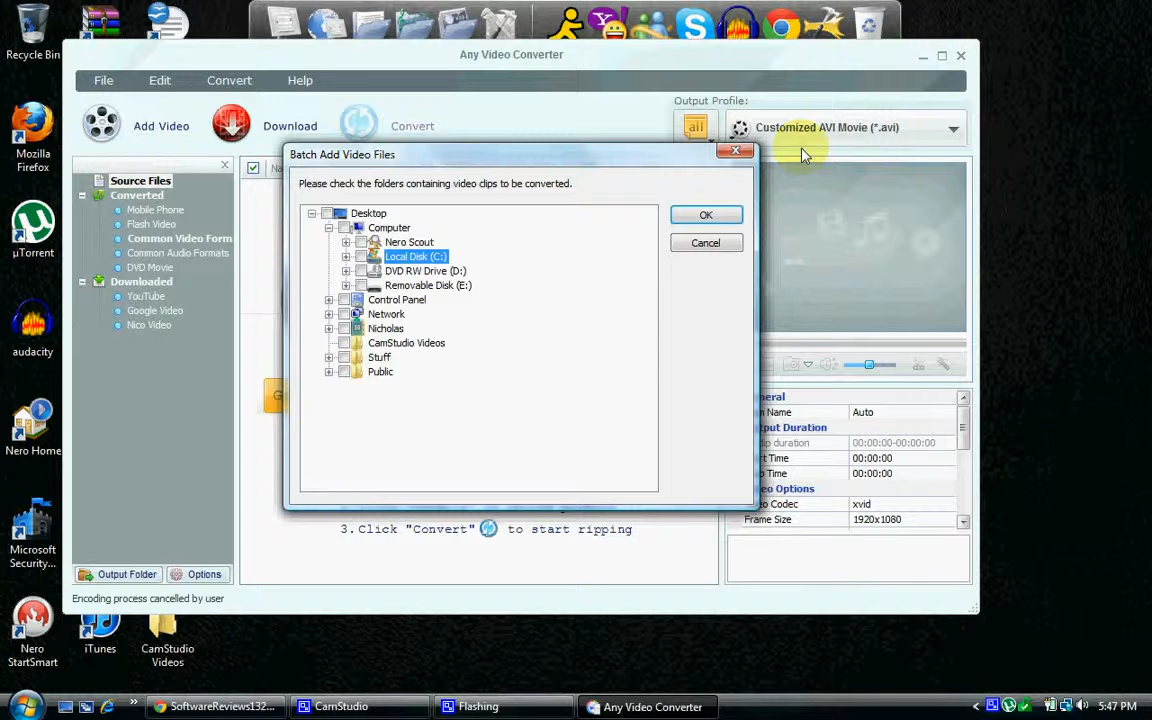 Recycle Bin
Mozilla
Firefox
µTorrent
audacity
Nero Home
Microsoft
Security...
Nero
StartSmart
iTunes
CamStudio
Videos
Any Video Converter
File Edit Convert Help
Add Video Download Convert
Output Profile:
all
Customized AVI Movie (*.avi)
Source Files
Converted
Mobile Phone
Flash Video
Common Video Form
Common Audio Formats
DVD Movie
Downloaded
YouTube
Google Video
Nico Video
Batch Add Video Files
Please check the folders containing video clips to be converted.
Desktop
Computer
Nero Scout
Local Disk (C:)
DVD RW Drive (D:)
Removable Disk (E:)
Control Panel
Network
Nicholas
CamStudio Videos
Stuff
Public
OK
Cancel
3.Click "Convert" to start ripping
Auto
00:00:00-00:00:00
00:00:00
00:00:00
xvid
Frame Size 1920x1080
Output Folder Options
Encoding process cancelled by user
SoftwareReviews132... CamStudio Flashing Any Video Converter 5:47 PM